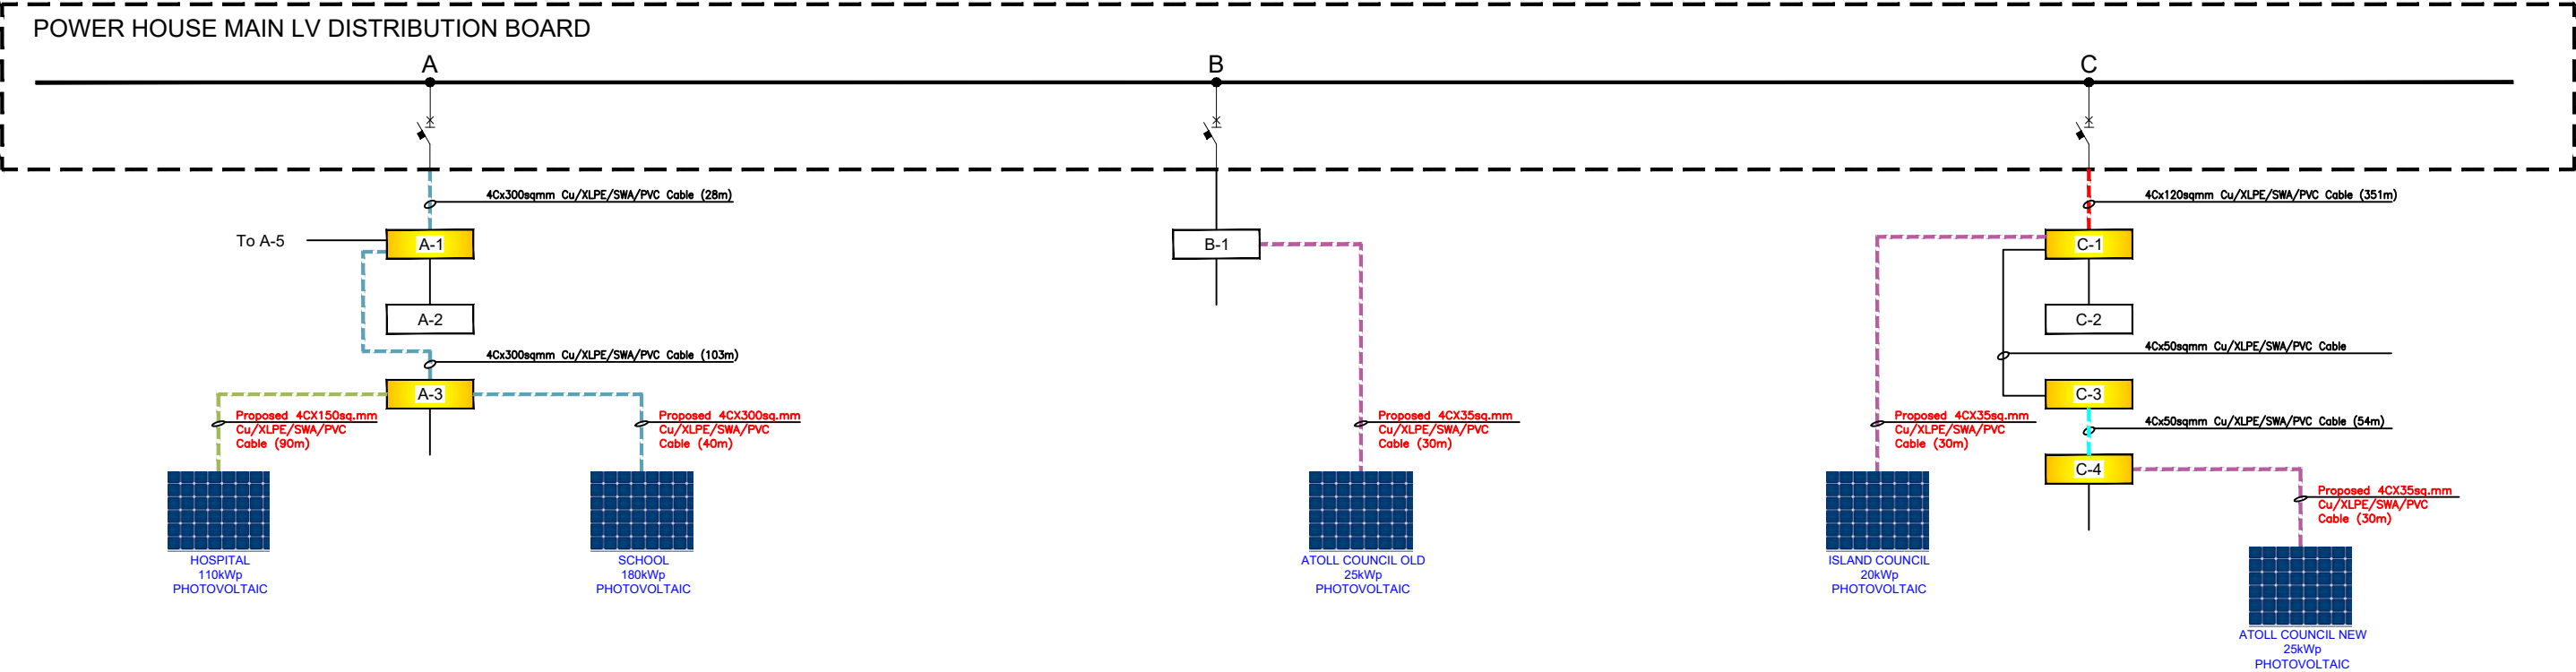 POWER HOUSE MAIN LV DISTRIBUTION BOARD
A
B
C
4Cx300sqmm Cu/XLPE/SWA/PVC Cable (28m)
4Cx120sqmm Cu/XLPE/SWA/PVC Cable (351m)
To A-5
A-1
B-1
C-1
A-2
C-2
4Cx300sqmm Cu/XLPE/SWA/PVC Cable (103m)
4Cx50sqmm Cu/XLPE/SWA/PVC Cable
A-3
C-3
Proposed 4CX150sq.mm
Cu/XLPE/SWA/PVC
Cable (90m)
Proposed 4CX300sq.mm
Cu/XLPE/SWA/PVC
Cable (40m)
Proposed 4CX35sq.mm
Cu/XLPE/SWA/PVC
Cable (30m)
Proposed 4CX35sq.mm
Cu/XLPE/SWA/PVC
Cable (30m)
4Cx50sqmm Cu/XLPE/SWA/PVC Cable (54m)
C-4
Proposed 4CX35sq.mm
Cu/XLPE/SWA/PVC
Cable (30m)
HOSPITAL
110kWp
PHOTOVOLTAIC
SCHOOL
180kWp
PHOTOVOLTAIC
ATOLL COUNCIL OLD
25kWp
PHOTOVOLTAIC
ISLAND COUNCIL
20kWp
PHOTOVOLTAIC
ATOLL COUNCIL NEW
25kWp
PHOTOVOLTAIC